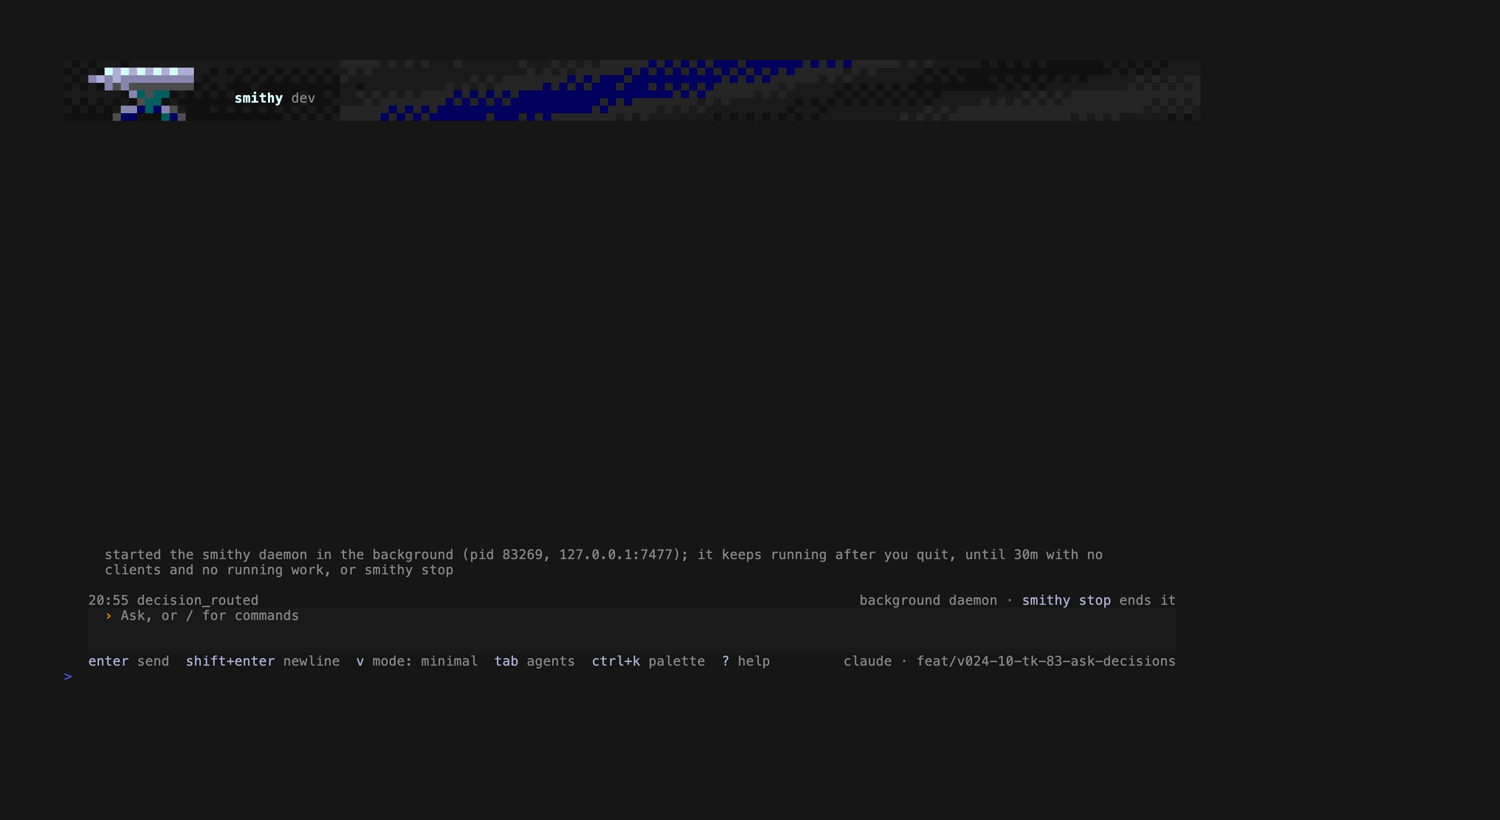 smithy dev
started the smithy daemon in the background (pid 83269, 127.0.0.1:7477); it keeps running after you quit, until 30m with no
clients and no running work, or smithy stop
20:55 decision_routed background daemon · smithy stop ends it
› Ask, or / for commands
enter send shift+enter newline v mode: minimal tab agents ctrl+k palette ? help claude · feat/v024-10-tk-83-ask-decisions
>